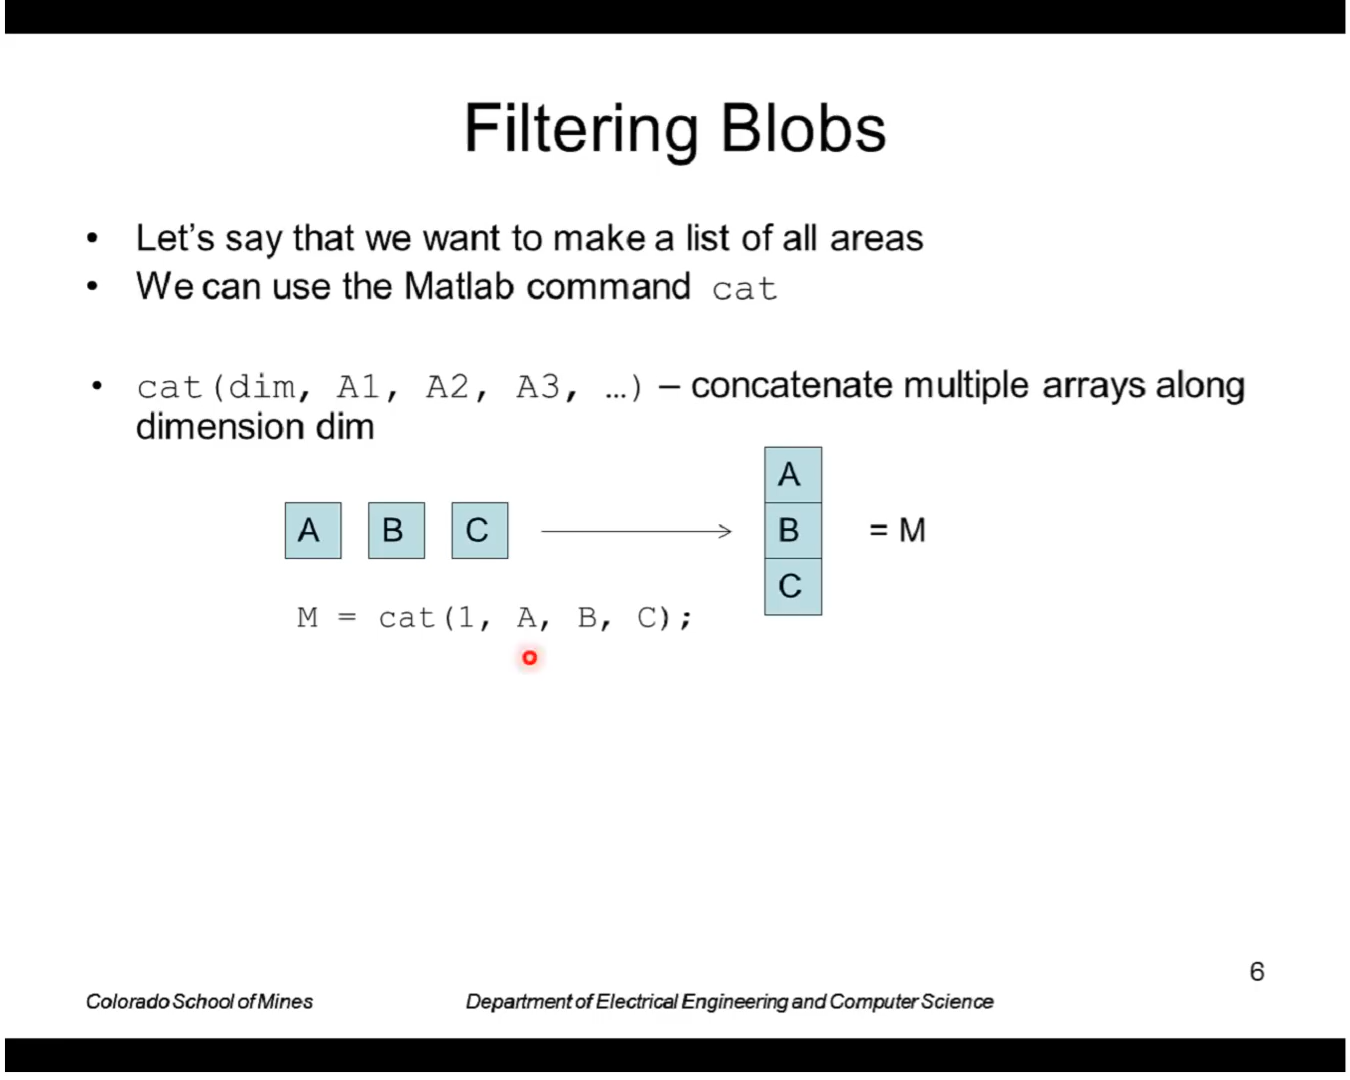 Filtering Blobs
• Let's say that we want to make a list of all areas
• We can use the Matlab command cat
• cat(dim, A1, A2, A3, …) – concatenate multiple arrays along
dimension dim
A B C
A
B
C
= M
M = cat(1, A, B, C);
6
Colorado School of Mines
Department of Electrical Engineering and Computer Science